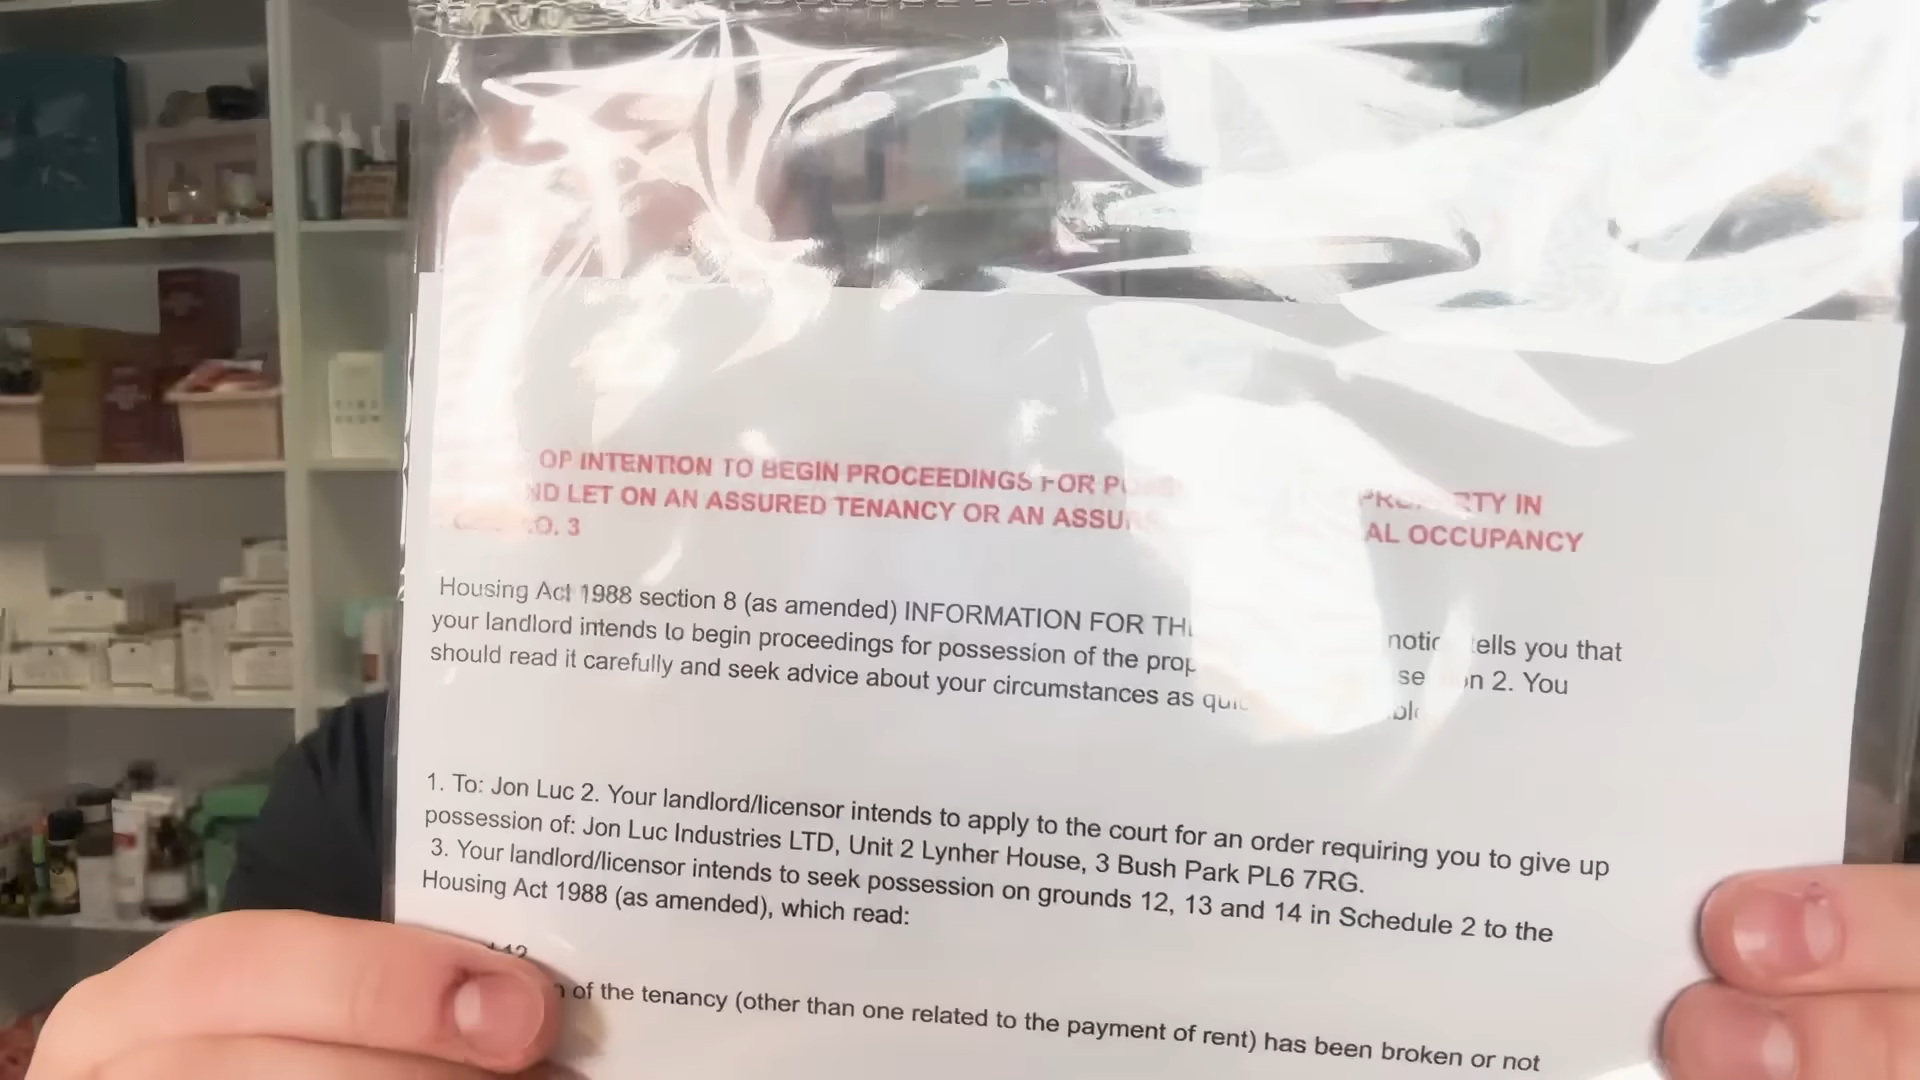 OF INTENTION TO BEGIN PROCEEDINGS FOR PROPERTY IN
LET ON AN ASSURED TENANCY OR AN OCCUPANCY
NO. 3
Housing Act 1988 section 8 (as amended) INFORMATION FOR tells you that
your landlord intends to begin proceedings for possession of the 2. You
should read it carefully and seek advice about your circumstances as
1. To: Jon Luc 2. Your landlord/licensor intends to apply to the court for an order requiring you to give up
possession of: Jon Luc Industries LTD, Unit 2 Lynher House, 3 Bush Park PL6 7RG.
3. Your landlord/licensor intends to seek possession on grounds 12, 13 and 14 in Schedule 2 to the
Housing Act 1988 (as amended), which read:
12
of the tenancy (other than one related to the payment of rent) has been broken or not